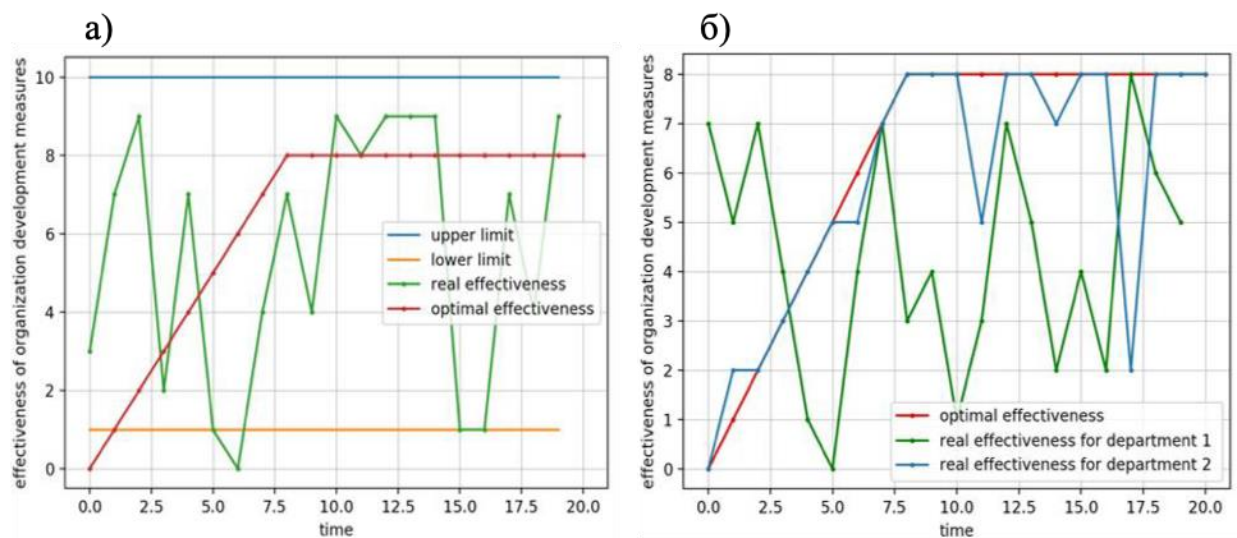 а)
effectiveness of organization development measures
10
8
6
4
2
0
upper limit
lower limit
real effectiveness
optimal effectiveness
0.0 2.5 5.0 7.5 10.0 12.5 15.0 17.5 20.0
time
б)
effectiveness of organization development measures
8
7
6
5
4
3
2
1
0
optimal effectiveness
real effectiveness for department 1
real effectiveness for department 2
0.0 2.5 5.0 7.5 10.0 12.5 15.0 17.5 20.0
time